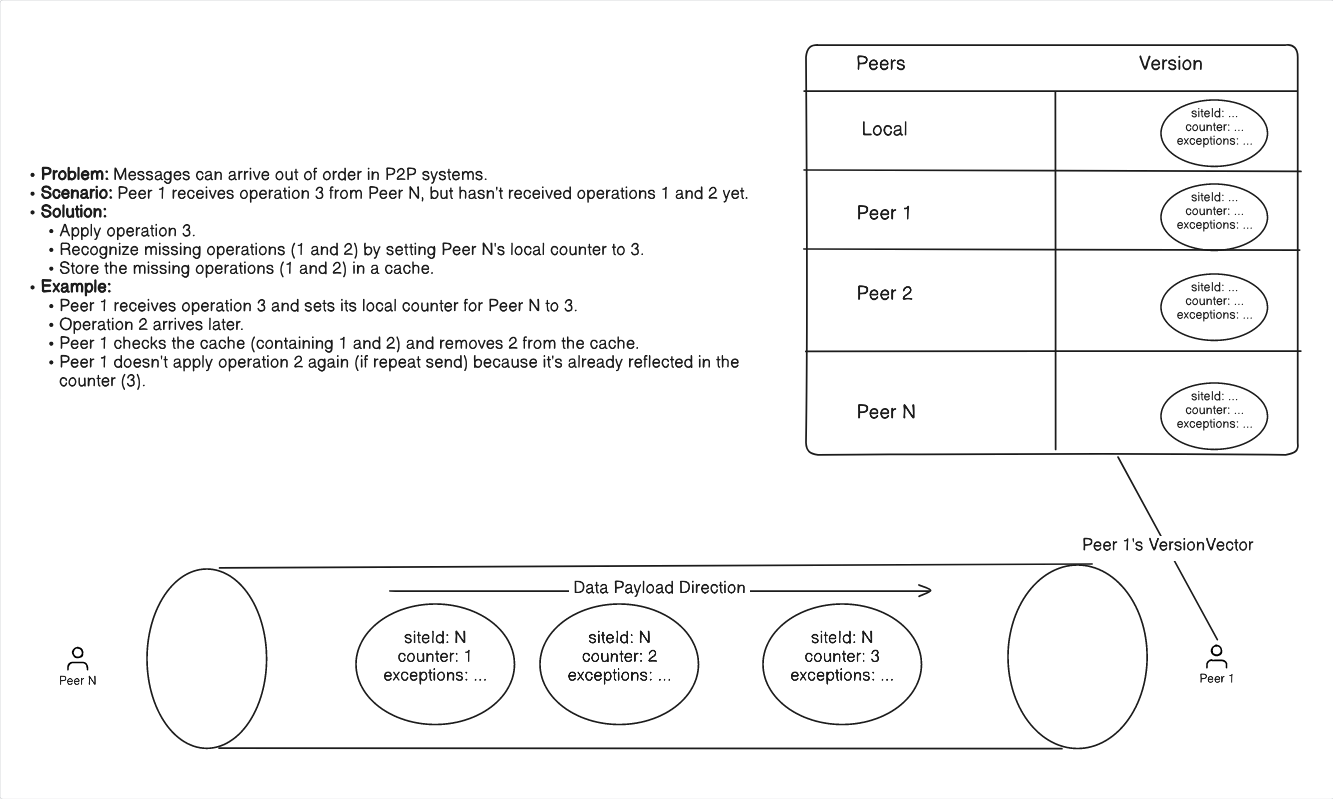 • Problem: Messages can arrive out of order in P2P systems.
• Scenario: Peer 1 receives operation 3 from Peer N, but hasn't received operations 1 and 2 yet.
• Solution:
• Apply operation 3.
• Recognize missing operations (1 and 2) by setting Peer N's local counter to 3.
• Store the missing operations (1 and 2) in a cache.
• Example:
• Peer 1 receives operation 3 and sets its local counter for Peer N to 3.
• Operation 2 arrives later.
• Peer 1 checks the cache (containing 1 and 2) and removes 2 from the cache.
• Peer 1 doesn't apply operation 2 again (if repeat send) because it's already reflected in the
counter (3).
Peers Version
Local
siteId: ...
counter: ...
exceptions: ...
Peer 1
siteId: ...
counter: ...
exceptions: ...
Peer 2
siteId: ...
counter: ...
exceptions: ...
Peer N
siteId: ...
counter: ...
exceptions: ...
Peer 1's VersionVector
Data Payload Direction
Peer N
siteId: N
counter: 1
exceptions: ...
siteId: N
counter: 2
exceptions: ...
siteId: N
counter: 3
exceptions: ...
Peer 1